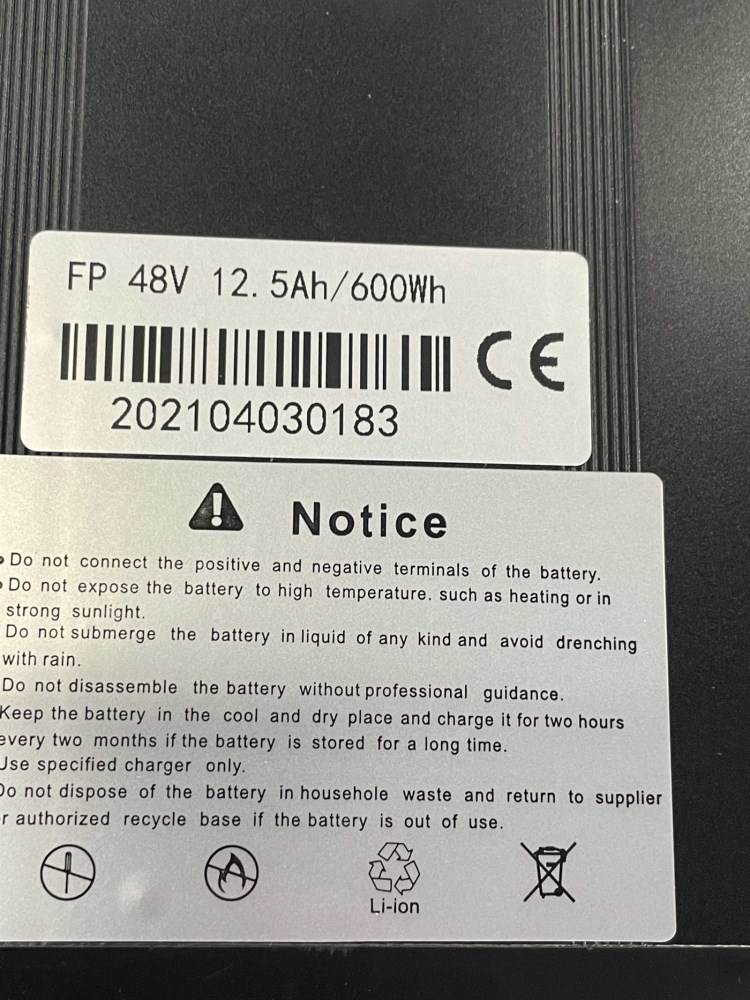 FP 48V 12.5Ah/600Wh
CE
202104030183
Notice
Do not connect the positive and negative terminals of the battery.
Do not expose the battery to high temperature. such as heating or in
strong sunlight.
Do not submerge the battery in liquid of any kind and avoid drenching
with rain.
Do not disassemble the battery without professional guidance.
Keep the battery in the cool and dry place and charge it for two hours
every two months if the battery is stored for a long time.
Use specified charger only.
Do not dispose of the battery in househole waste and return to supplier
r authorized recycle base if the battery is out of use.
Li-ion